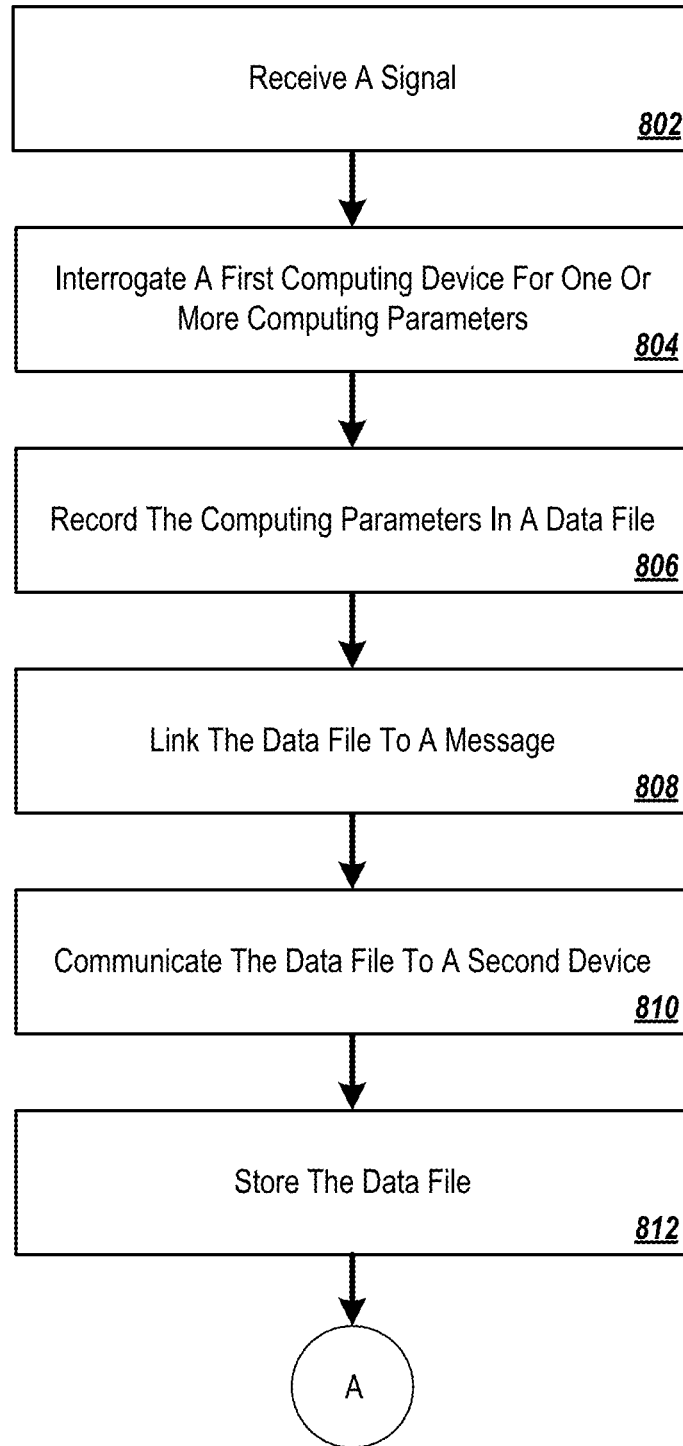 Receive A Signal
802
Interrogate A First Computing Device For One Or
More Computing Parameters
804
Record The Computing Parameters In A Data File
806
Link The Data File To A Message
808
Communicate The Data File To A Second Device
810
Store The Data File
812
A